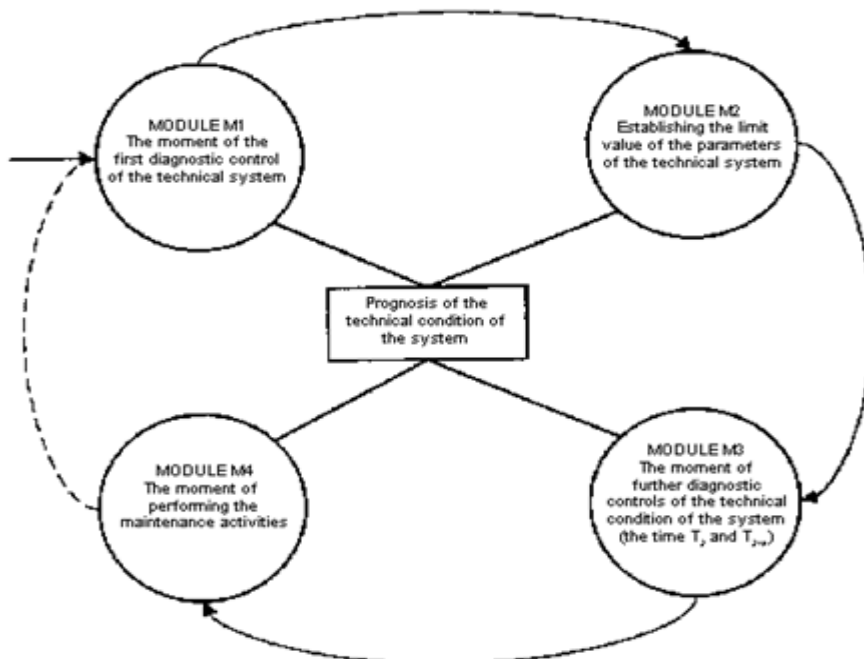 MODULE M1
The moment of the
first diagnostic control
of the technical system
MODULE M2
Establishing the limit
value of the parameters
of the technical system
Prognosis of the
technical condition of
the system
MODULE M4
The moment of
performing the
maintenance activities
MODULE M3
The moment of
further diagnostic
controls of the technical
condition of the system
(the time T and T